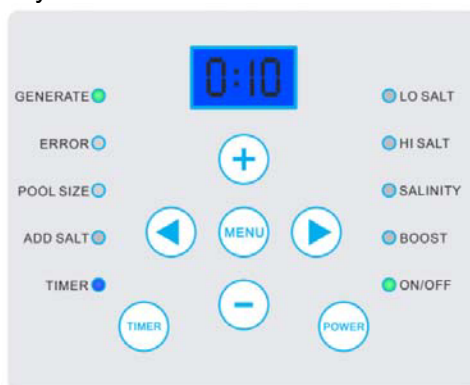 0:10
GENERATE
LO SALT
ERROR
HI SALT
+
POOL SIZE
SALINITY
ADD SALT
MENU
BOOST
TIMER
-
ON/OFF
TIMER
POWER